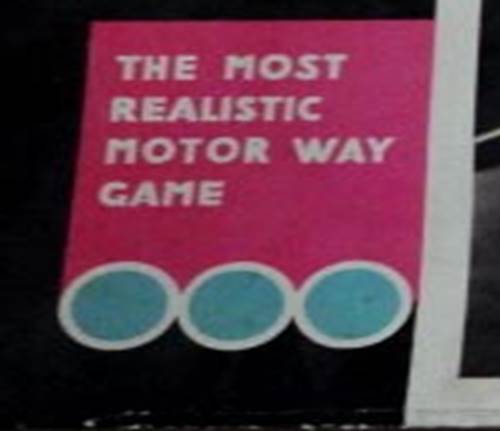 THE MOST
REALISTIC
MOTOR WAY
GAME